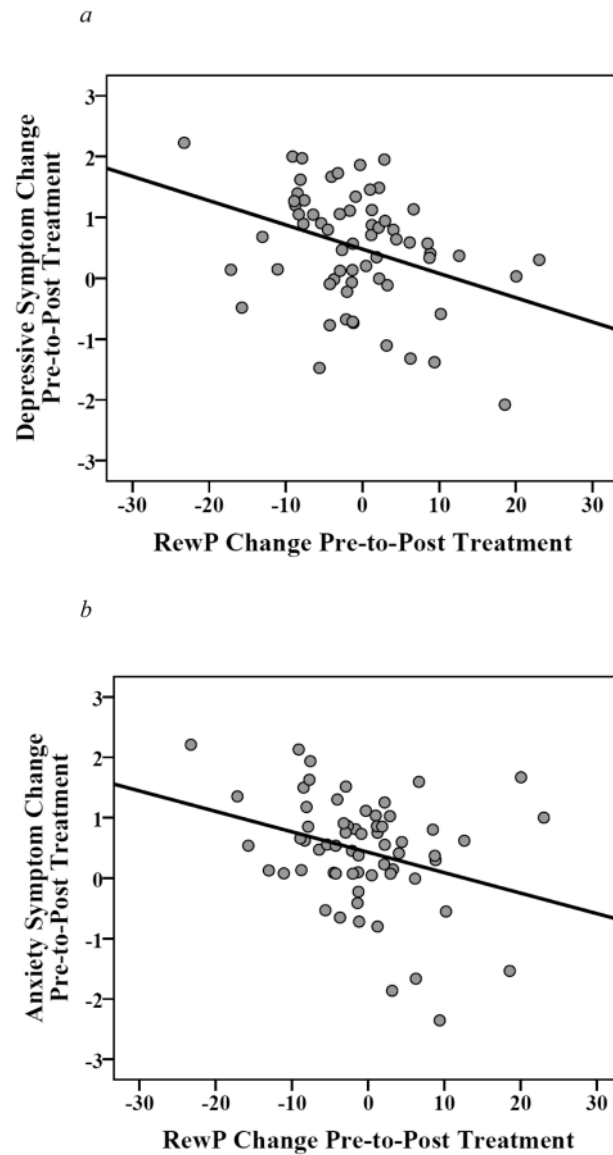 a
3
2
1
0
-1
-2
-3
Depressive Symptom Change
Pre-to-Post Treatment
-30 -20 -10 0 10 20 30
RewP Change Pre-to-Post Treatment
b
3
2
1
0
-1
-2
-3
Anxiety Symptom Change
Pre-to-Post Treatment
-30 -20 -10 0 10 20 30
RewP Change Pre-to-Post Treatment